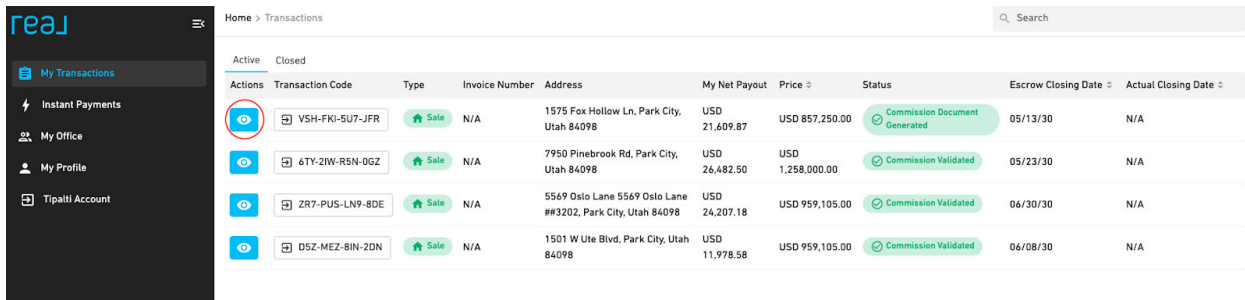 real
My Transactions
Instant Payments
My Office
My Profile
Tipalti Account
Home > Transactions
Search
Active Closed
Actions Transaction Code Type Invoice Number Address My Net Payout Price Status Escrow Closing Date Actual Closing Date
VSH-FKI-5U7-JFR Sale N/A 1575 Fox Hollow Ln, Park City, USD USD 857,250.00 Commission Document 05/13/30 N/A
Utah 84098 21,609.87 Generated
6TY-2IW-R5N-0GZ Sale N/A 7950 Pinebrook Rd, Park City, USD USD Commission Validated 05/23/30 N/A
Utah 84098 26,482.50 1,258,000.00
ZR7-PUS-LN9-8DE Sale N/A 5569 Oslo Lane 5569 Oslo Lane USD USD 959,105.00 Commission Validated 06/30/30 N/A
##3202, Park City, Utah 84098 24,207.18
D5Z-MEZ-8IN-2DN Sale N/A 1501 W Ute Blvd, Park City, Utah USD USD 959,105.00 Commission Validated 06/08/30 N/A
84098 11,978.58